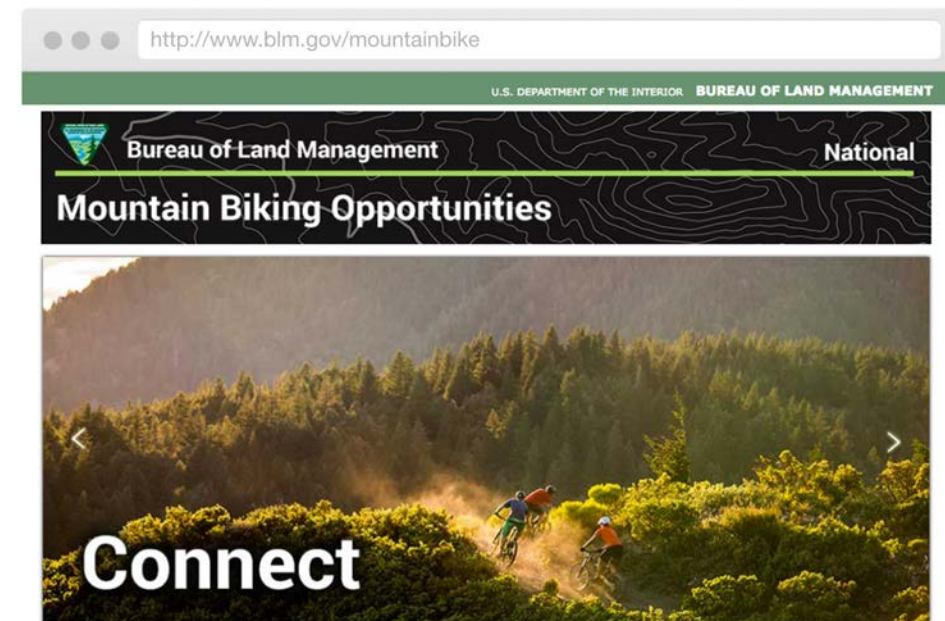 http://www.blm.gov/mountainbike
U.S. DEPARTMENT OF THE INTERIOR BUREAU OF LAND MANAGEMENT
Bureau of Land Management National
Mountain Biking Opportunities
Connect